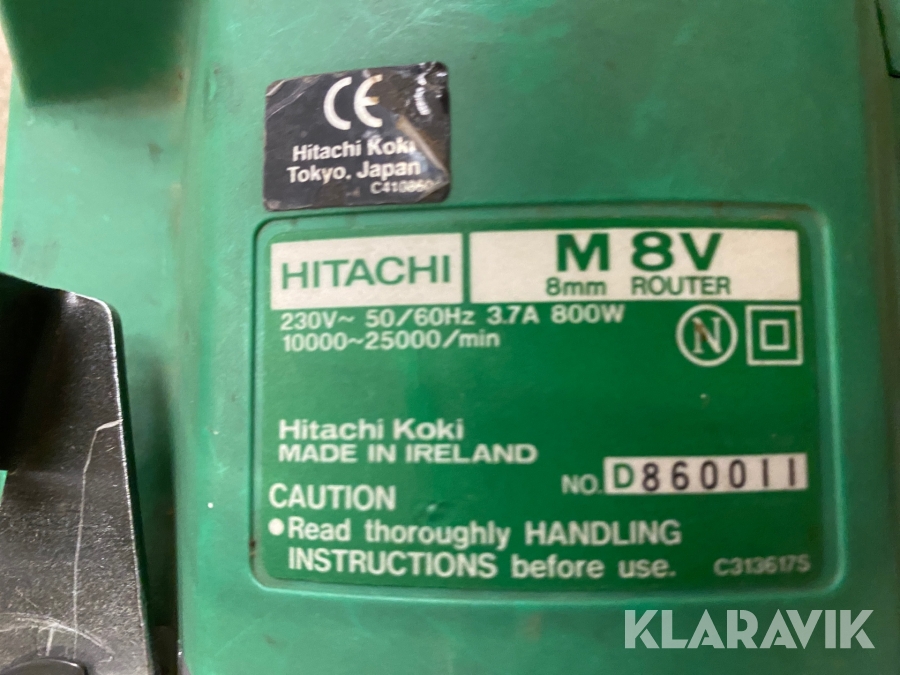 CE
Hitachi Koki
Tokyo. Japan
HITACHI
M 8V
8mm ROUTER
230V~ 50/60Hz 3.7A 800W
10000~25000/min
N
Hitachi Koki
MADE IN IRELAND
NO. D860011
CAUTION
●Read thoroughly HANDLING
INSTRUCTIONS before use.
C313617S
KLARAVIK